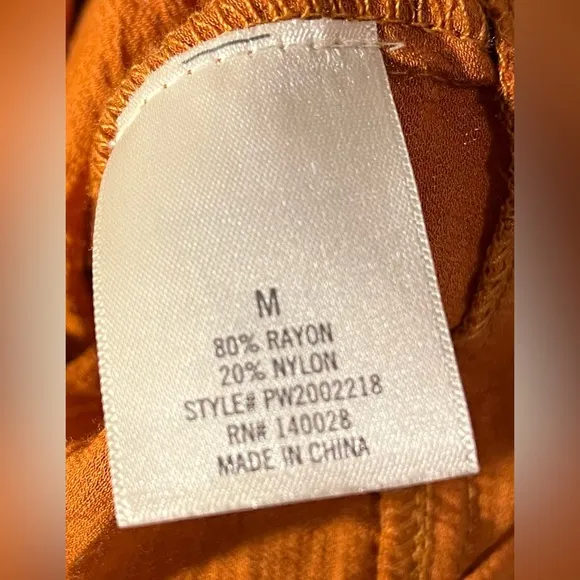 M
80% RAYON
20% NYLON
STYLE# PW2002218
RN# 140028
MADE IN CHINA